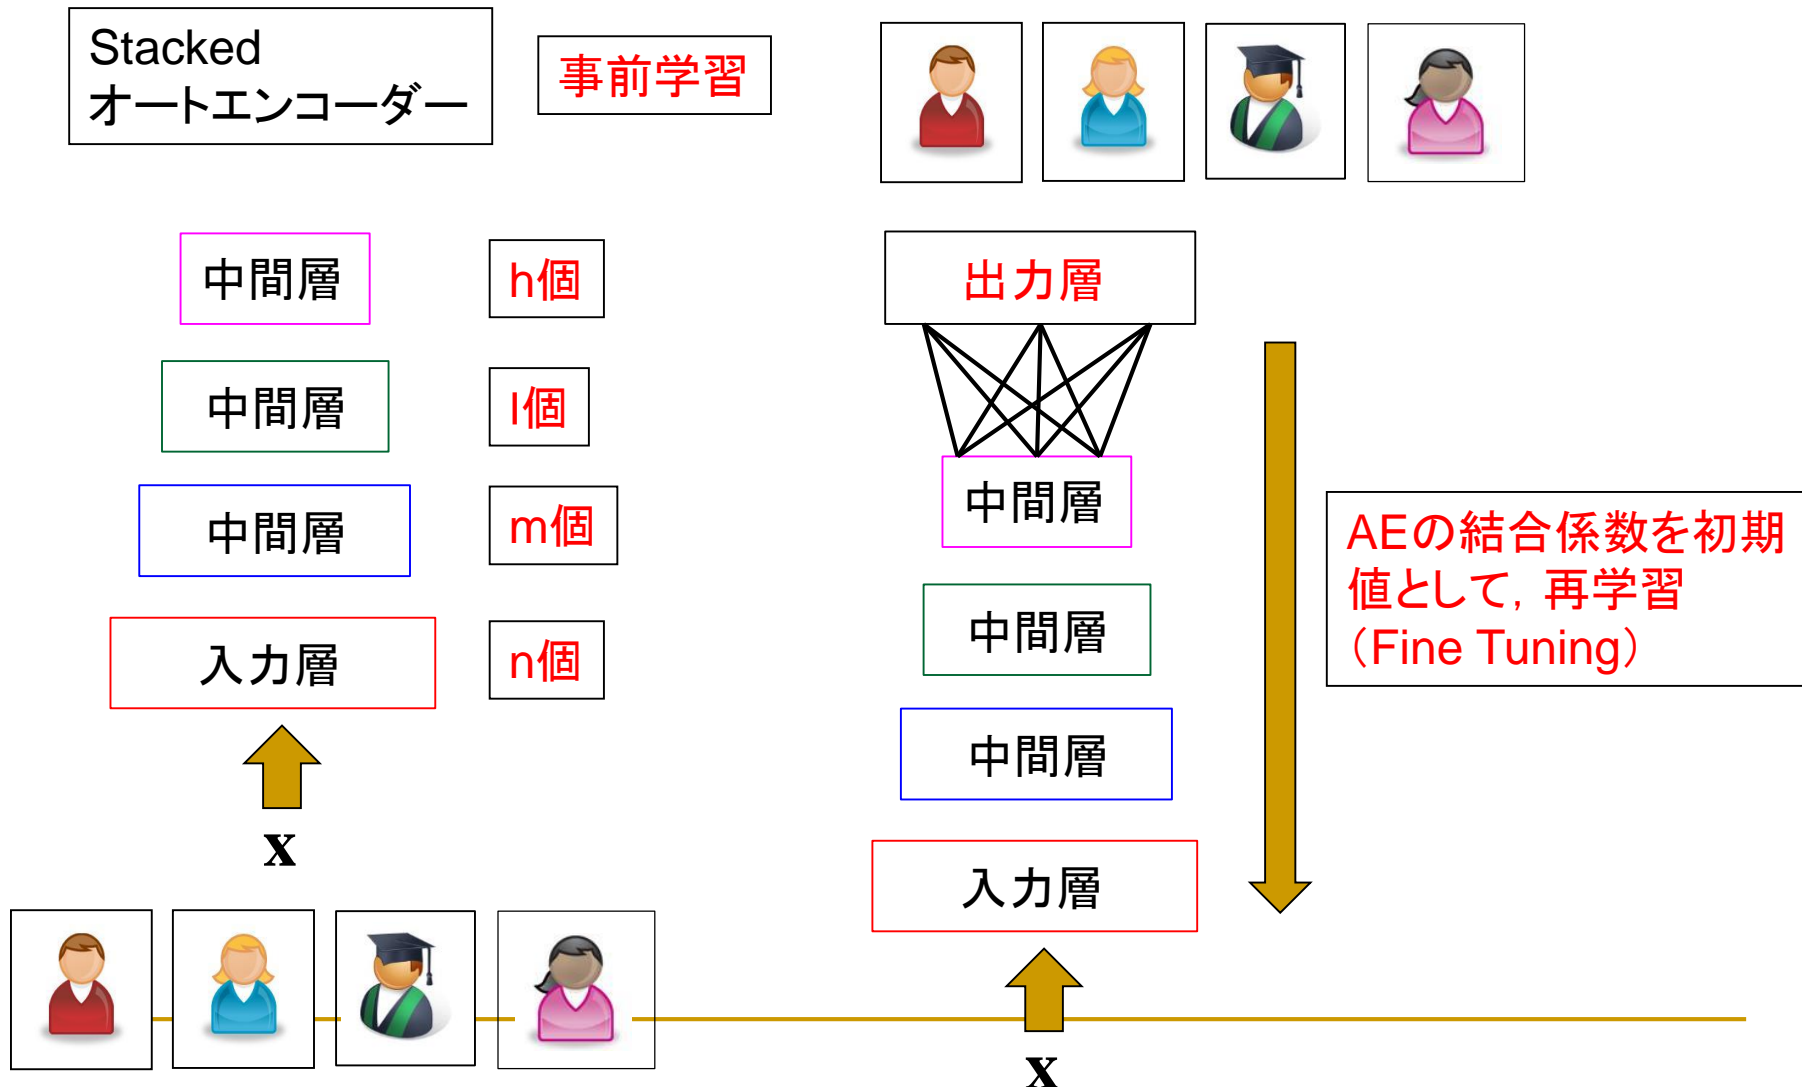 Stacked
オートエンコーダー
事前学習
中間層
h個
中間層
l個
中間層
m個
入力層
n個
x
出力層
中間層
中間層
中間層
入力層
x
AEの結合係数を初期
値として，再学習
（Fine Tuning）